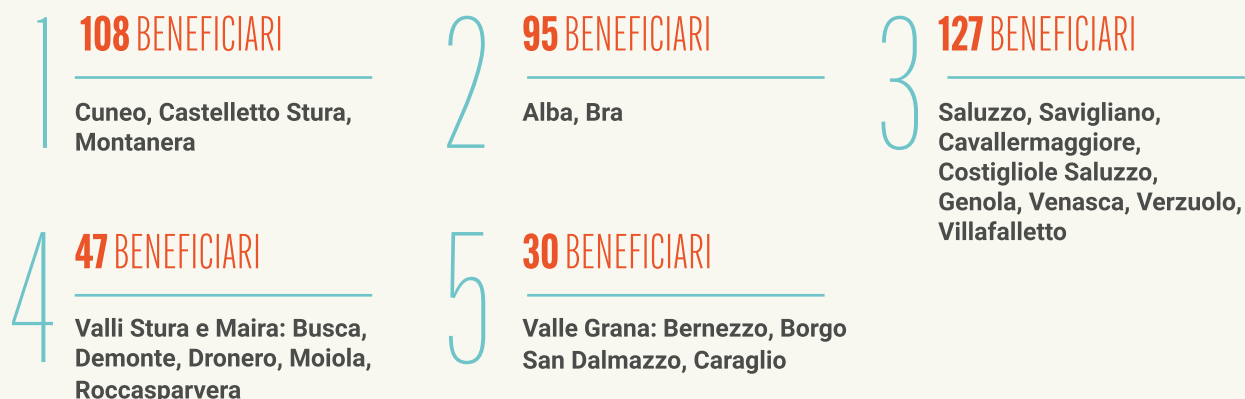 1
108 BENEFICIARI
Cuneo, Castelletto Stura,
Montanera
2
95 BENEFICIARI
Alba, Bra
3
127 BENEFICIARI
Saluzzo, Savigliano,
Cavallermaggiore,
Costigliole Saluzzo,
Genola, Venasca, Verzuolo,
Villafalletto
4
47 BENEFICIARI
Valli Stura e Maira: Busca,
Demonte, Dronero, Moiola,
Roccasparvera
5
30 BENEFICIARI
Valle Grana: Bernezzo, Borgo
San Dalmazzo, Caraglio